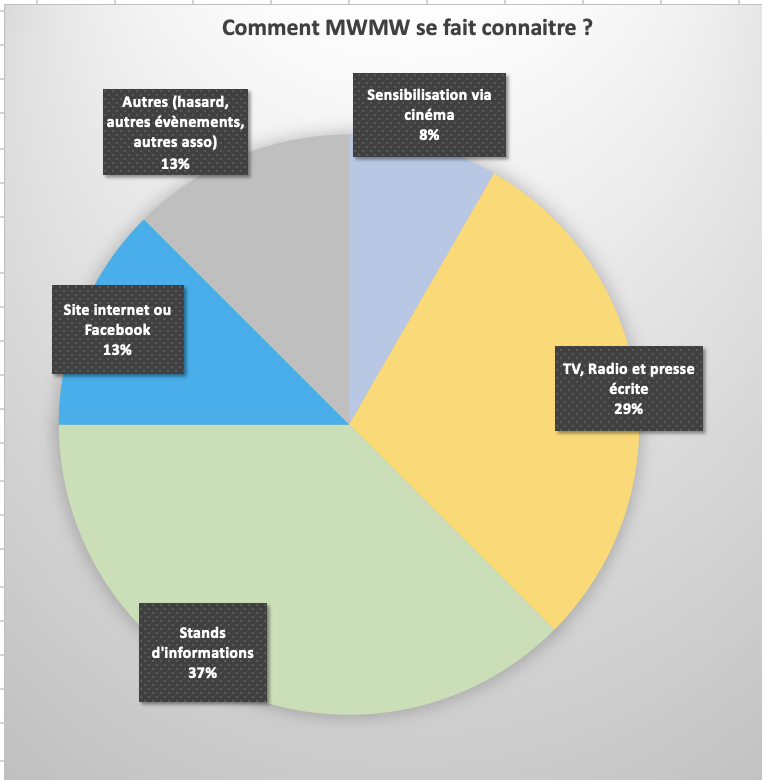 Comment MWMW se fait connaitre ?
Sensibilisation via
cinéma
8%
Autres (hasard,
autres évènements,
autres asso)
13%
Site internet ou
Facebook
13%
TV, Radio et presse
écrite
29%
Stands
d'informations
37%